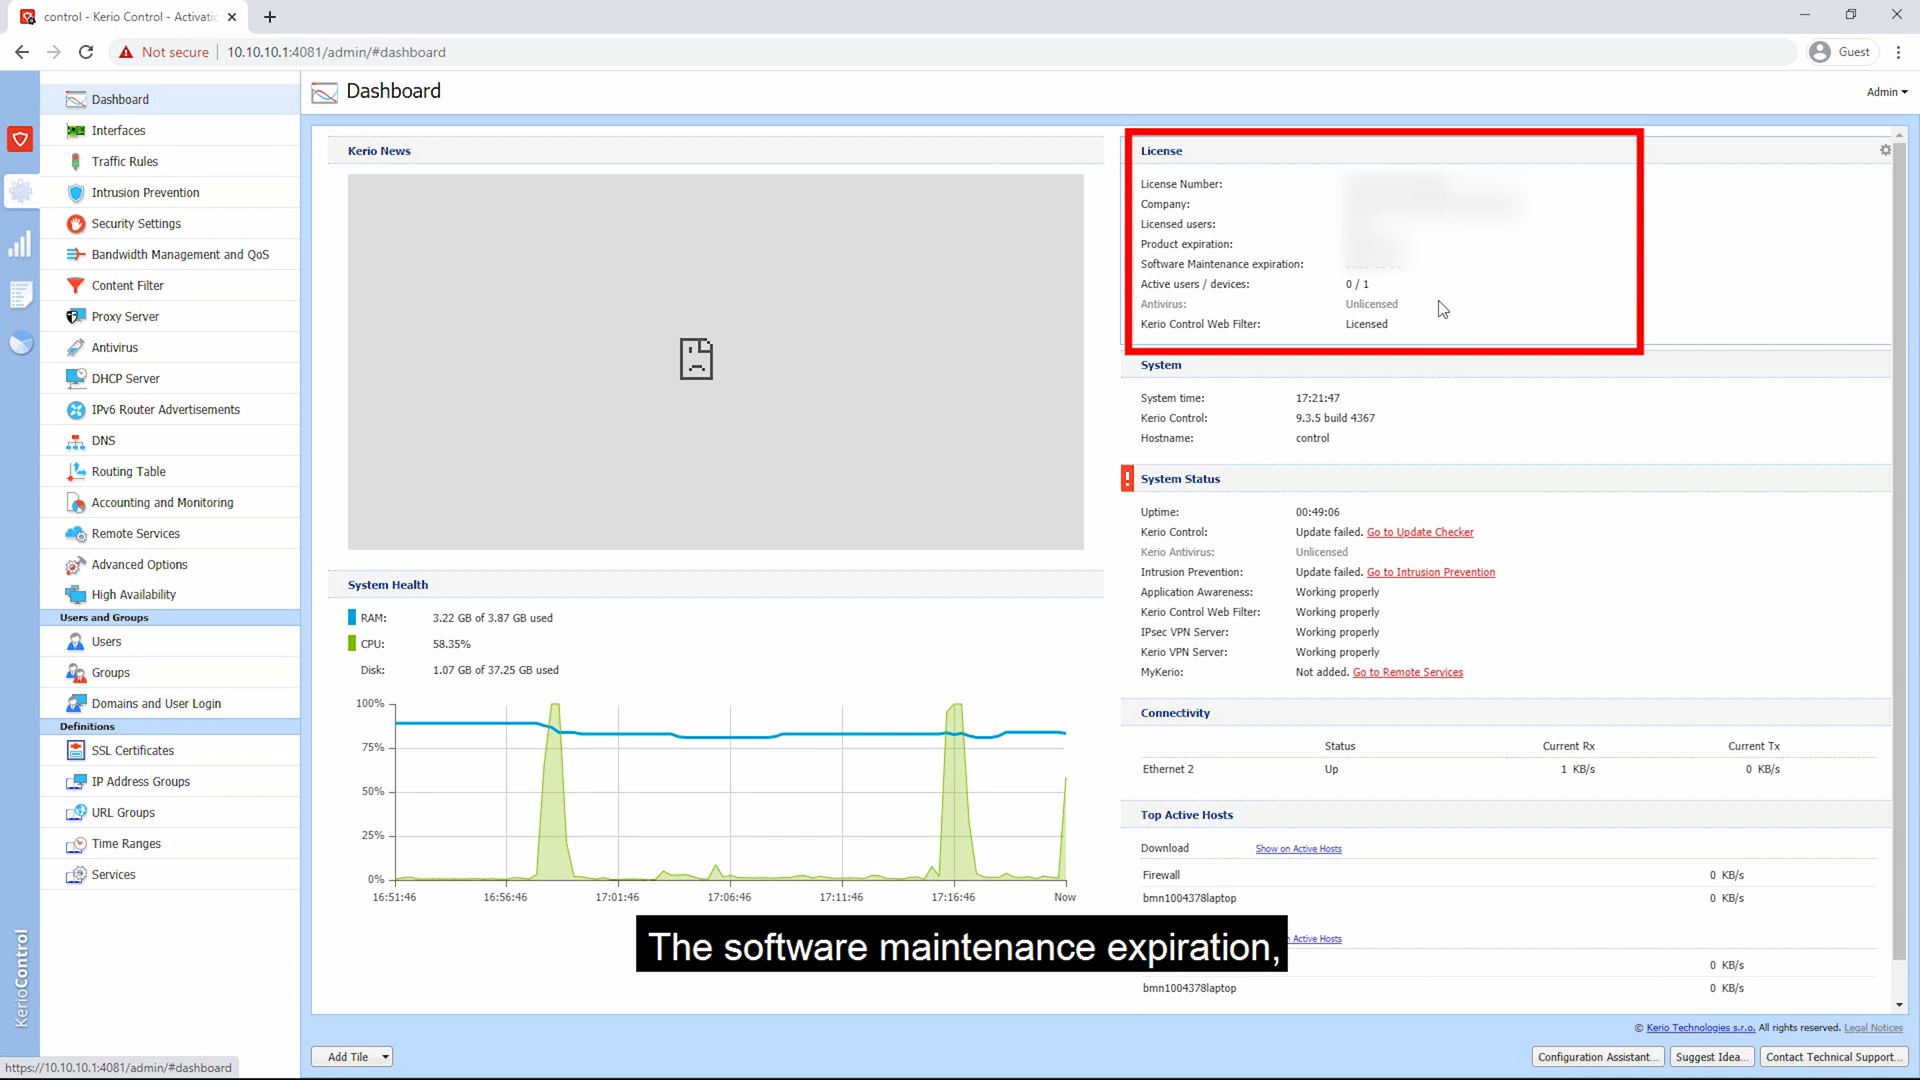 control - Kerio Control - Activatic
Not secure
10.10.10.1:4081/admin/#dashboard
Guest
Dashboard
Interfaces
Traffic Rules
Intrusion Prevention
Security Settings
Bandwidth Management and QoS
Content Filter
Proxy Server
Antivirus
DHCP Server
IPv6 Router Advertisements
DNS
Routing Table
Accounting and Monitoring
Remote Services
Advanced Options
High Availability
Users and Groups
Users
Groups
Domains and User Login
Definitions
SSL Certificates
IP Address Groups
URL Groups
Time Ranges
Services
KerioControl
https://10.10.10.1:4081/admin/#dashboard
Dashboard
Admin
Kerio News
System Health
RAM: 3.22 GB of 3.87 GB used
CPU: 58.35%
Disk: 1.07 GB of 37.25 GB used
100%
75%
50%
25%
0%
16:51:46 16:56:46 17:01:46 17:06:46 17:11:46 17:16:46 Now
License
License Number:
Company:
Licensed users:
Product expiration:
Software Maintenance expiration:
Active users / devices: 0 / 1
Antivirus: Unlicensed
Kerio Control Web Filter: Licensed
System
System time: 17:21:47
Kerio Control: 9.3.5 build 4367
Hostname: control
System Status
Uptime: 00:49:06
Kerio Control: Update failed. Go to Update Checker
Kerio Antivirus: Unlicensed
Intrusion Prevention: Update failed. Go to Intrusion Prevention
Application Awareness: Working properly
Kerio Control Web Filter: Working properly
IPsec VPN Server: Working properly
Kerio VPN Server: Working properly
MyKerio: Not added. Go to Remote Services
Connectivity
Status Current Rx Current Tx
Ethernet 2 Up 1 KB/s 0 KB/s
Top Active Hosts
Download Show on Active Hosts
Firewall 0 KB/s
bmn1004378laptop 0 KB/s
Active Hosts
0 KB/s
bmn1004378laptop 0 KB/s
The software maintenance expiration,
© Kerio Technologies s.r.o. All rights reserved. Legal Notices
Add Tile
Configuration Assistant...
Suggest Idea...
Contact Technical Support...